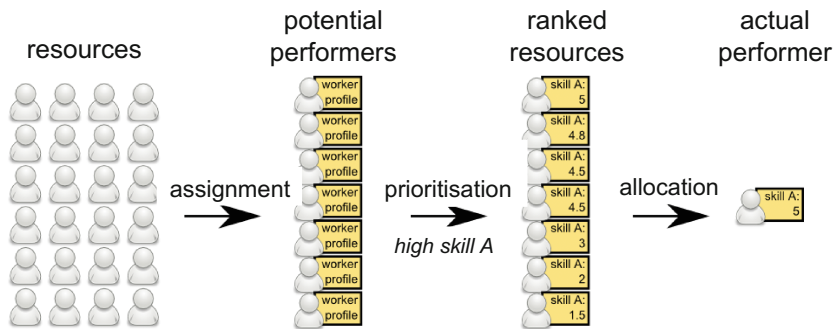 resources
potential
performers
ranked
resources
actual
performer
worker
profile
worker
profile
worker
profile
worker
profile
worker
profile
worker
profile
worker
profile
skill A:
5
skill A:
4.8
skill A:
4.5
skill A:
4.5
skill A:
3
skill A:
2
skill A:
1.5
assignment
prioritisation
high skill A
allocation
skill A:
5